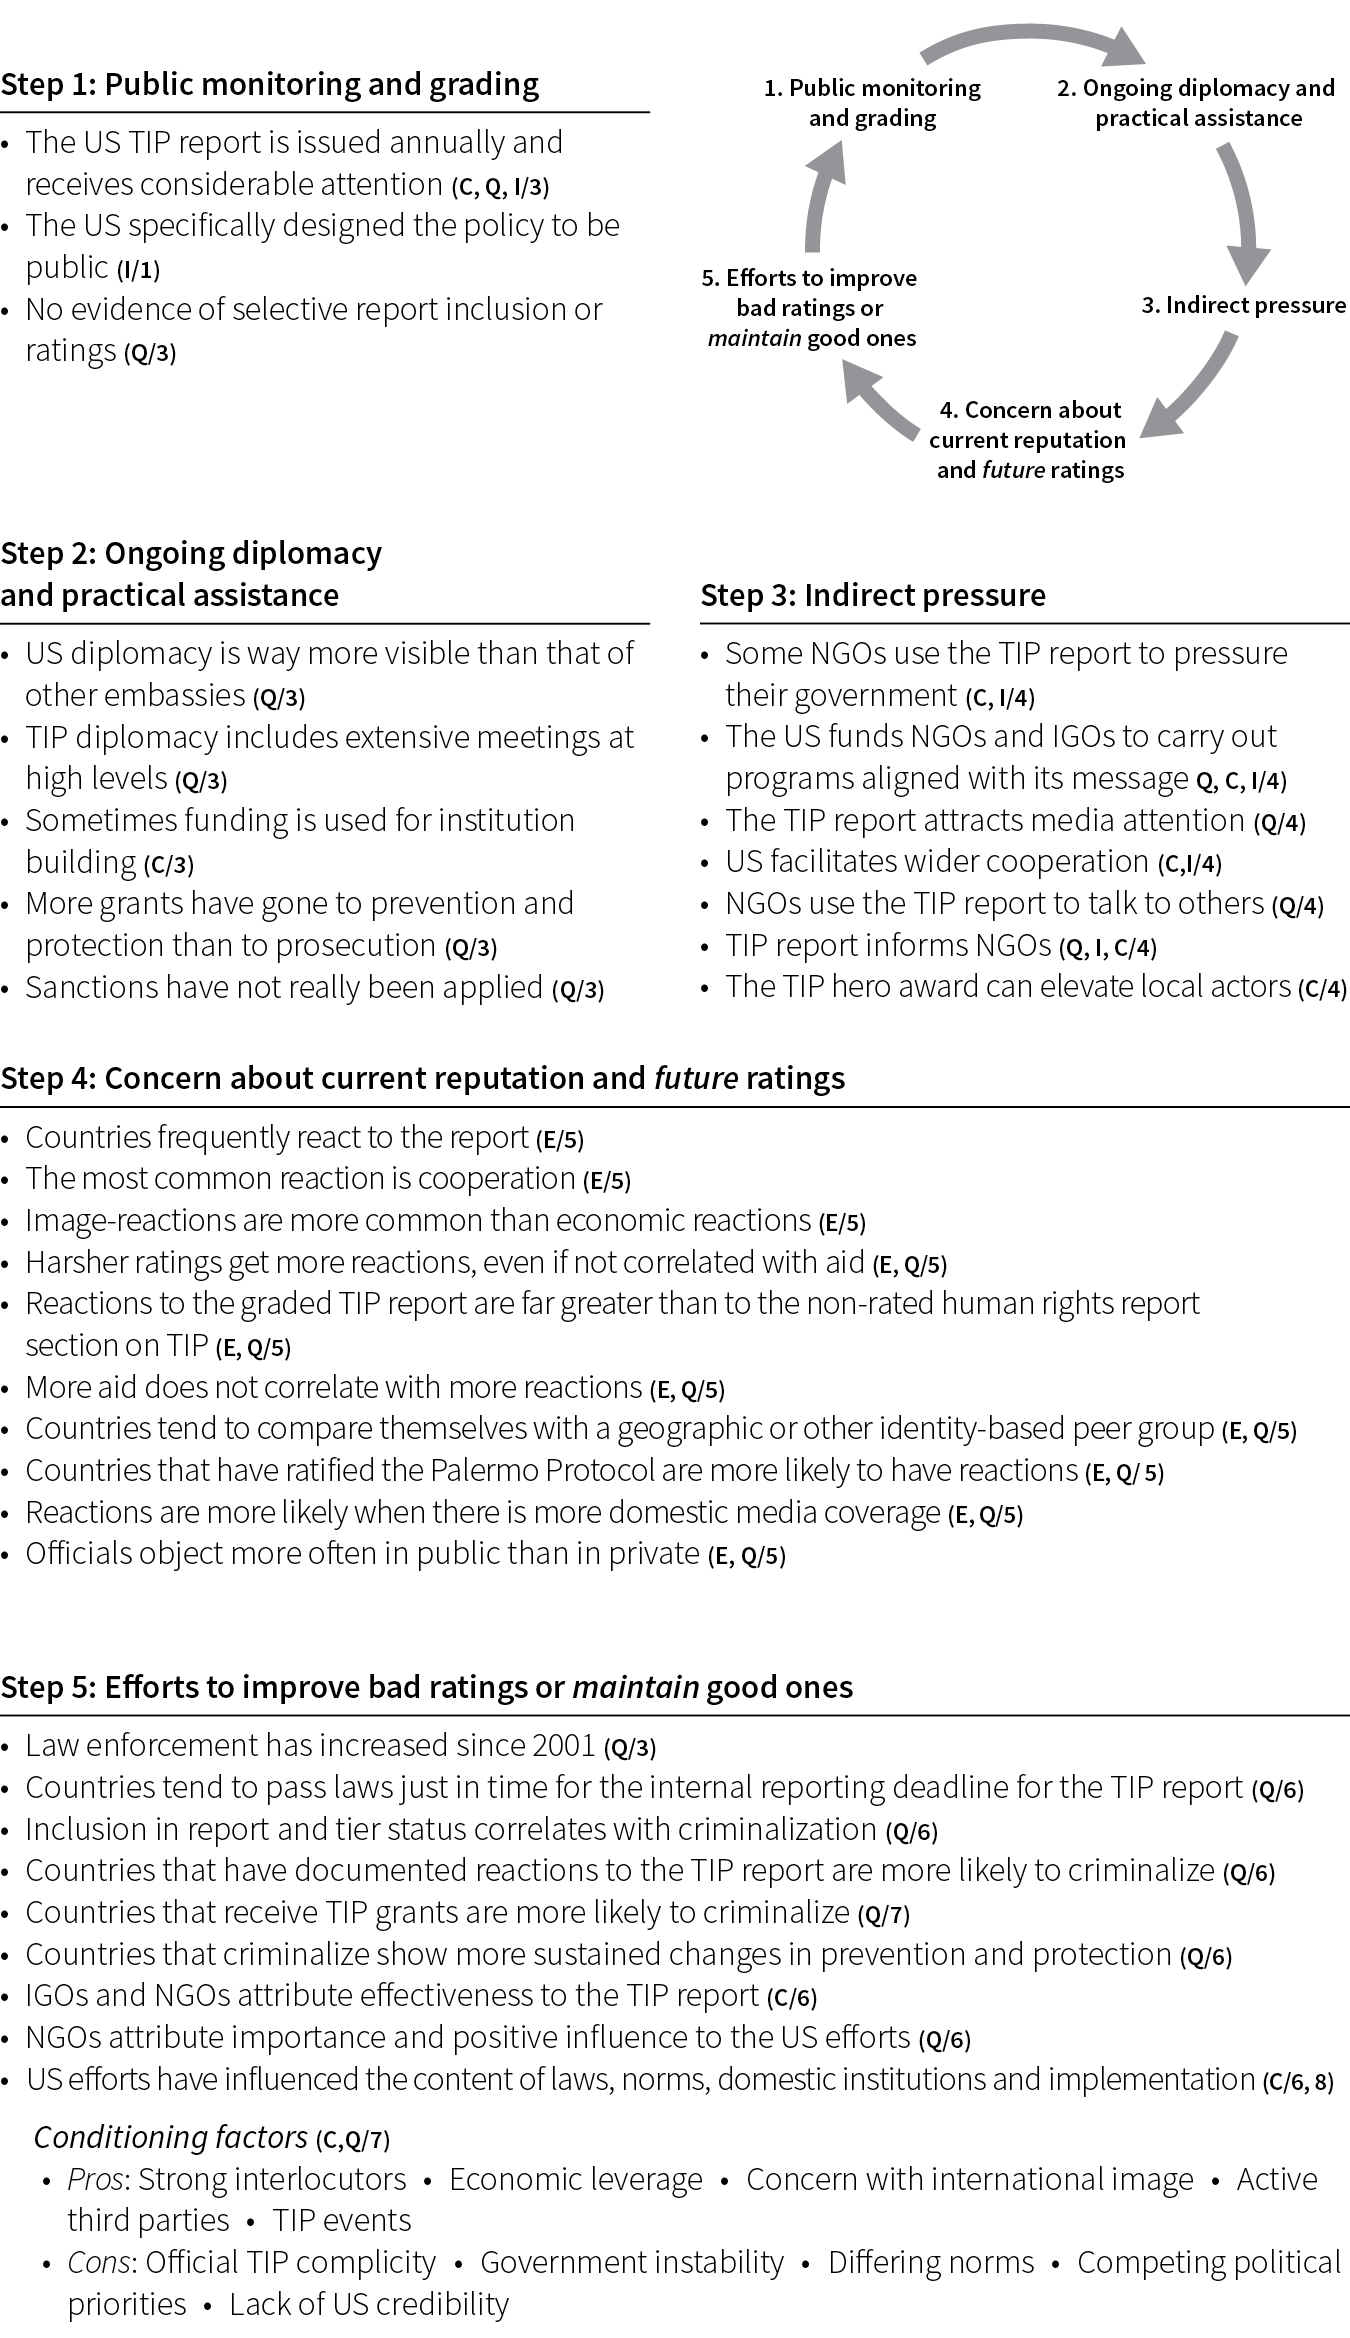 Step 1: Public monitoring and grading
• The US TIP report is issued annually and
receives considerable attention (C, Q, I/3)
• The US specifically designed the policy to be
public (I/1)
• No evidence of selective report inclusion or
ratings (Q/3)
1. Public monitoring
and grading
2. Ongoing diplomacy and
practical assistance
3. Indirect pressure
4. Concern about
current reputation
and future ratings
5. Efforts to improve
bad ratings or
maintain good ones
Step 2: Ongoing diplomacy
and practical assistance
• US diplomacy is way more visible than that of
other embassies (Q/3)
• TIP diplomacy includes extensive meetings at
high levels (Q/3)
• Sometimes funding is used for institution
building (C/3)
• More grants have gone to prevention and
protection than to prosecution (Q/3)
• Sanctions have not really been applied (Q/3)
Step 3: Indirect pressure
• Some NGOs use the TIP report to pressure
their government (C, I/4)
• The US funds NGOs and IGOs to carry out
programs aligned with its message Q, C, I/4)
• The TIP report attracts media attention (Q/4)
• US facilitates wider cooperation (C,I/4)
• NGOs use the TIP report to talk to others (Q/4)
• TIP report informs NGOs (Q, I, C/4)
• The TIP hero award can elevate local actors (C/4)
Step 4: Concern about current reputation and future ratings
• Countries frequently react to the report (E/5)
• The most common reaction is cooperation (E/5)
• Image-reactions are more common than economic reactions (E/5)
• Harsher ratings get more reactions, even if not correlated with aid (E, Q/5)
• Reactions to the graded TIP report are far greater than to the non-rated human rights report
section on TIP (E, Q/5)
• More aid does not correlate with more reactions (E, Q/5)
• Countries tend to compare themselves with a geographic or other identity-based peer group (E, Q/5)
• Countries that have ratified the Palermo Protocol are more likely to have reactions (E, Q/ 5)
• Reactions are more likely when there is more domestic media coverage (E, Q/5)
• Officials object more often in public than in private (E, Q/5)
Step 5: Efforts to improve bad ratings or maintain good ones
• Law enforcement has increased since 2001 (Q/3)
• Countries tend to pass laws just in time for the internal reporting deadline for the TIP report (Q/6)
• Inclusion in report and tier status correlates with criminalization (Q/6)
• Countries that have documented reactions to the TIP report are more likely to criminalize (Q/6)
• Countries that receive TIP grants are more likely to criminalize (Q/7)
• Countries that criminalize show more sustained changes in prevention and protection (Q/6)
• IGOs and NGOs attribute effectiveness to the TIP report (C/6)
• NGOs attribute importance and positive influence to the US efforts (Q/6)
• US efforts have influenced the content of laws, norms, domestic institutions and implementation (C/6, 8)
Conditioning factors (C,Q/7)
• Pros: Strong interlocutors • Economic leverage • Concern with international image • Active
third parties • TIP events
• Cons: Official TIP complicity • Government instability • Differing norms • Competing political
priorities • Lack of US credibility